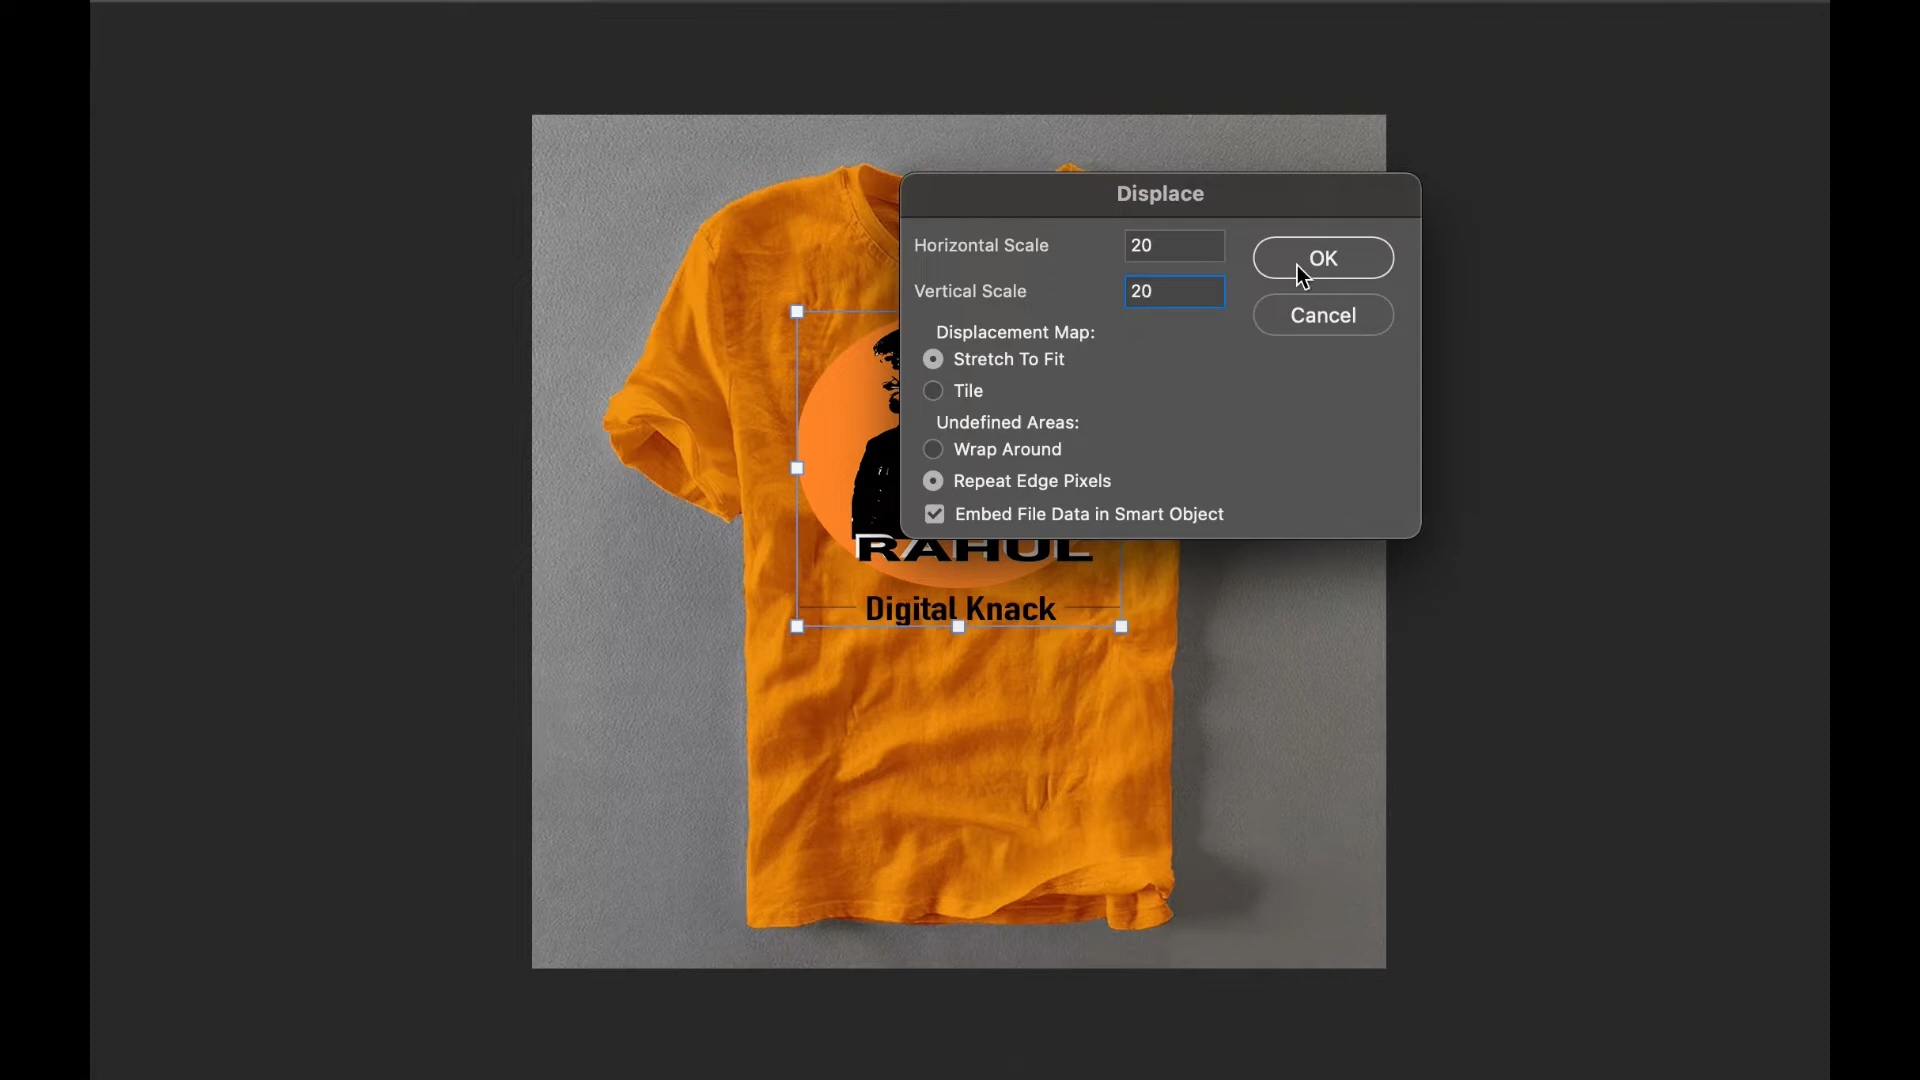 Displace
Horizontal Scale 20
OK
Vertical Scale 20
Cancel
Displacement Map:
Stretch To Fit
Tile
Undefined Areas:
Wrap Around
Repeat Edge Pixels
Embed File Data in Smart Object
RAHUL
Digital Knack